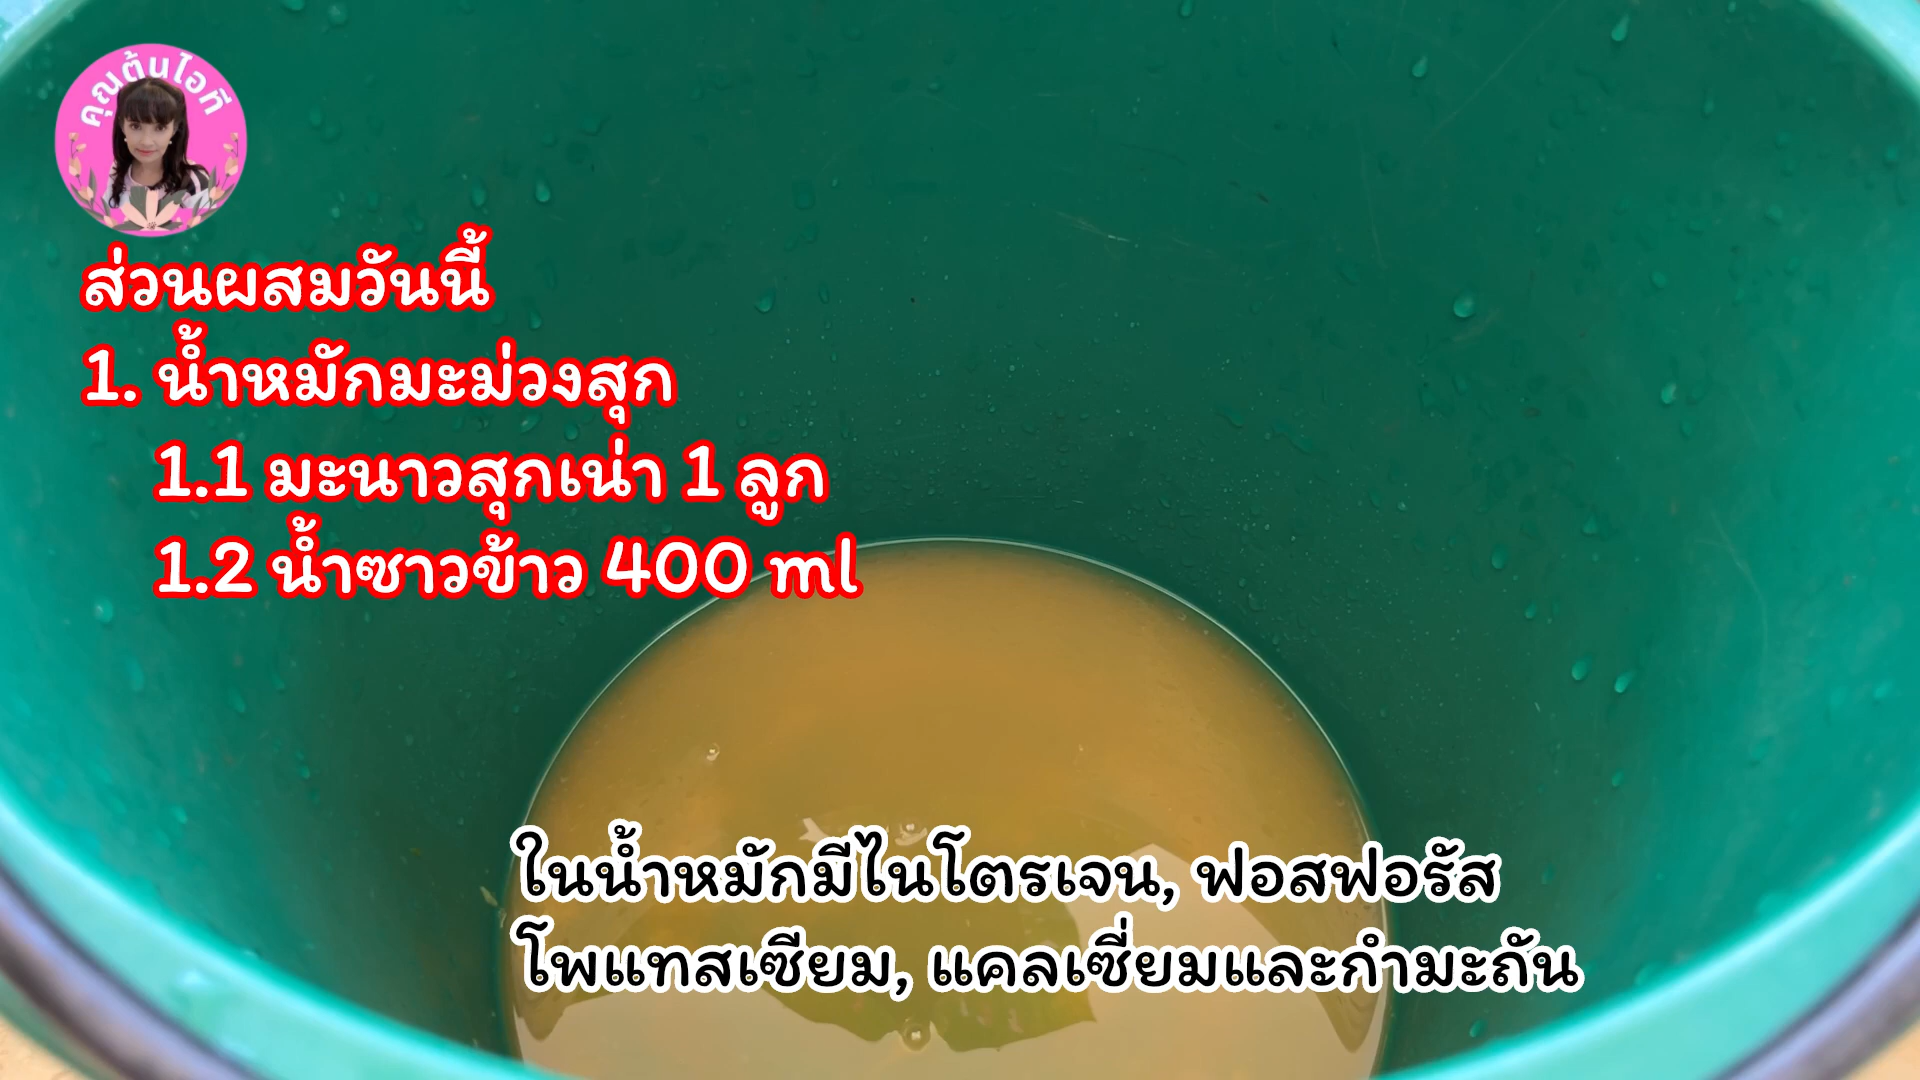 คุณต้นไอที
ส่วนผสมวันนี้
1. น้ำหมักมะม่วงสุก
1.1 มะนาวสุกเน่า 1 ลูก
1.2 น้ำซาวข้าว 400 ml
ในน้ำหมักมีไนโตรเจน, ฟอสฟอรัส
โพแทสเซียม, แคลเซี่ยมและกำมะถัน